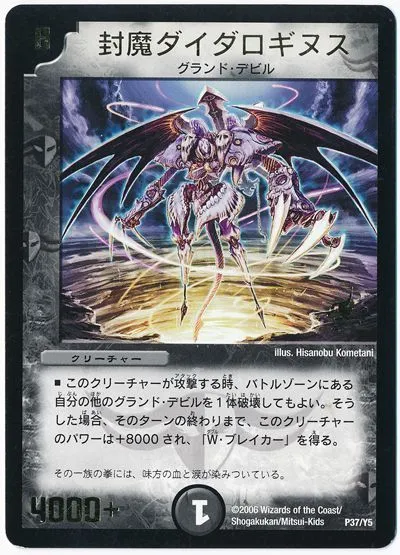 封魔ダイダロギヌス
グランド・デビル
クリーチャー
illus. Hisanobu Kometani
■このクリーチャーが攻撃する時、バトルゾーンにある
自分の他のグランド・デビルを1体破壊してもよい。そう
した場合、そのターンの終わりまで、このクリーチャー
のパワーは+8000され、「W・ブレイカー」を得る。
その一族の拳には、味方の血と涙が染みついている。
4000+
1
©2006 Wizards of the Coast/
Shogakukan/Mitsui-Kids
P37/Y5